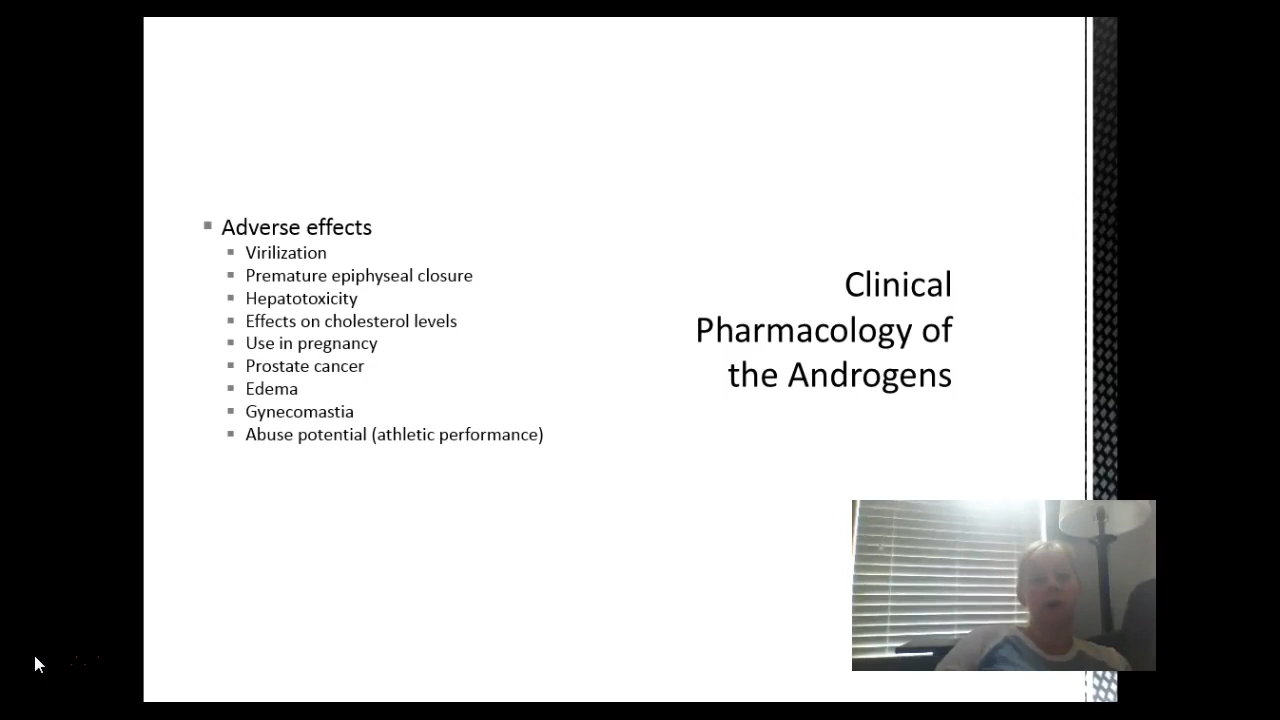 Adverse effects
Virilization
Premature epiphyseal closure
Hepatotoxicity
Effects on cholesterol levels
Use in pregnancy
Prostate cancer
Edema
Gynecomastia
Abuse potential (athletic performance)
Clinical
Pharmacology of
the Androgens